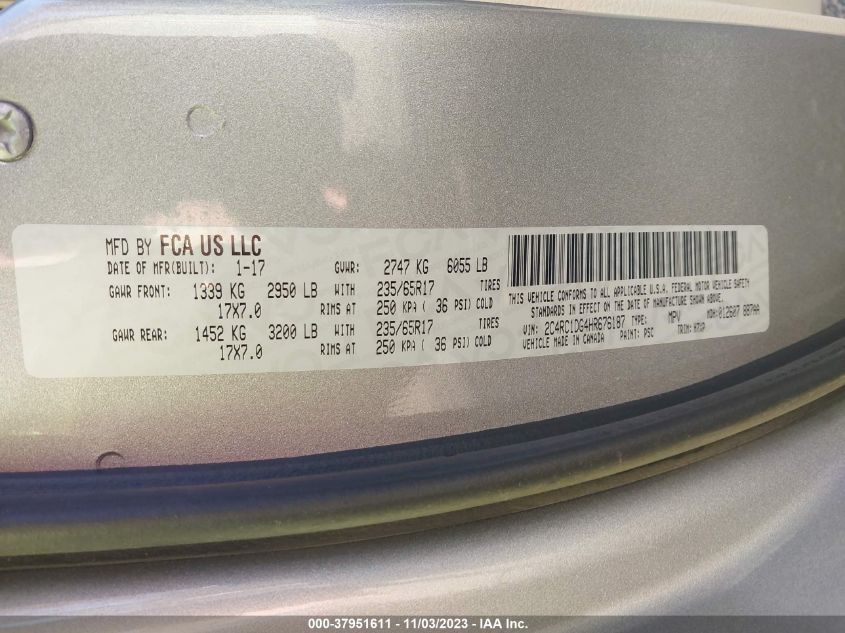 MFD BY FCA US LLC
DATE OF MFR(BUILT): 1-17 GVWR: 2747 KG 6055 LB
GAWR FRONT: 1339 KG 2950 LB WITH 235/65R17 TIRES
17X7.0 RIMS AT 250 KPA ( 36 PSI) COLD
GAWR REAR: 1452 KG 3200 LB WITH 235/65R17 TIRES
17X7.0 RIMS AT 250 KPA ( 36 PSI) COLD
THIS VEHICLE CONFORMS TO ALL APPLICABLE U.S.A. FEDERAL MOTOR VEHICLE SAFETY
STANDARDS IN EFFECT ON THE DATE OF MANUFACTURE SHOWN ABOVE.
VIN: 2C4RC1DG4HR676187 TYPE: MPV MDH:012607 887AA
VEHICLE MADE IN CANADA PAINT: PSC TRIM:
000-37951611 - 11/03/2023 - IAA Inc.